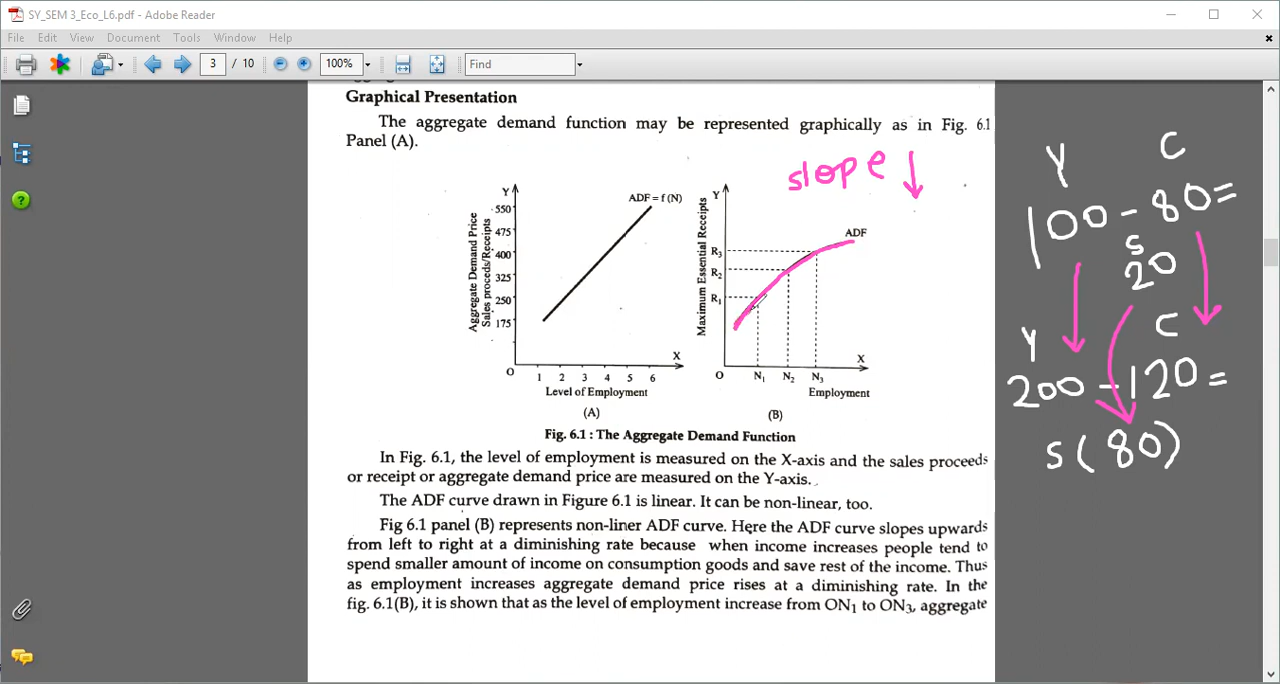 SY_SEM 3_Eco_L6.pdf - Adobe Reader
File Edit View Document Tools Window Help
3 / 10 100% Find
Graphical Presentation
The aggregate demand function may be represented graphically as in Fig. 6.1
Panel (A).
slope ↓
Y
550
475
400
325
250
175
O
1 2 3 4 5 6
X
Aggregate Demand Price
Sales proceds/Receipts
ADF = f (N)
Level of Employment
(A)
Y
R3
R2
R1
O
N1 N2 N3
X
Maximum Essential Receipts
ADF
Employment
(B)
Fig. 6.1 : The Aggregate Demand Function
In Fig. 6.1, the level of employment is measured on the X-axis and the sales proceeds
or receipt or aggregate demand price are measured on the Y-axis.
The ADF curve drawn in Figure 6.1 is linear. It can be non-linear, too.
Fig 6.1 panel (B) represents non-liner ADF curve. Here the ADF curve slopes upwards
from left to right at a diminishing rate because when income increases people tend to
spend smaller amount of income on consumption goods and save rest of the income. Thus
as employment increases aggregate demand price rises at a diminishing rate. In the
fig. 6.1(B), it is shown that as the level of employment increase from ON1 to ON3, aggregate
Y C
100 - 80 =
S
20
Y C
200 - 120 =
S (80)